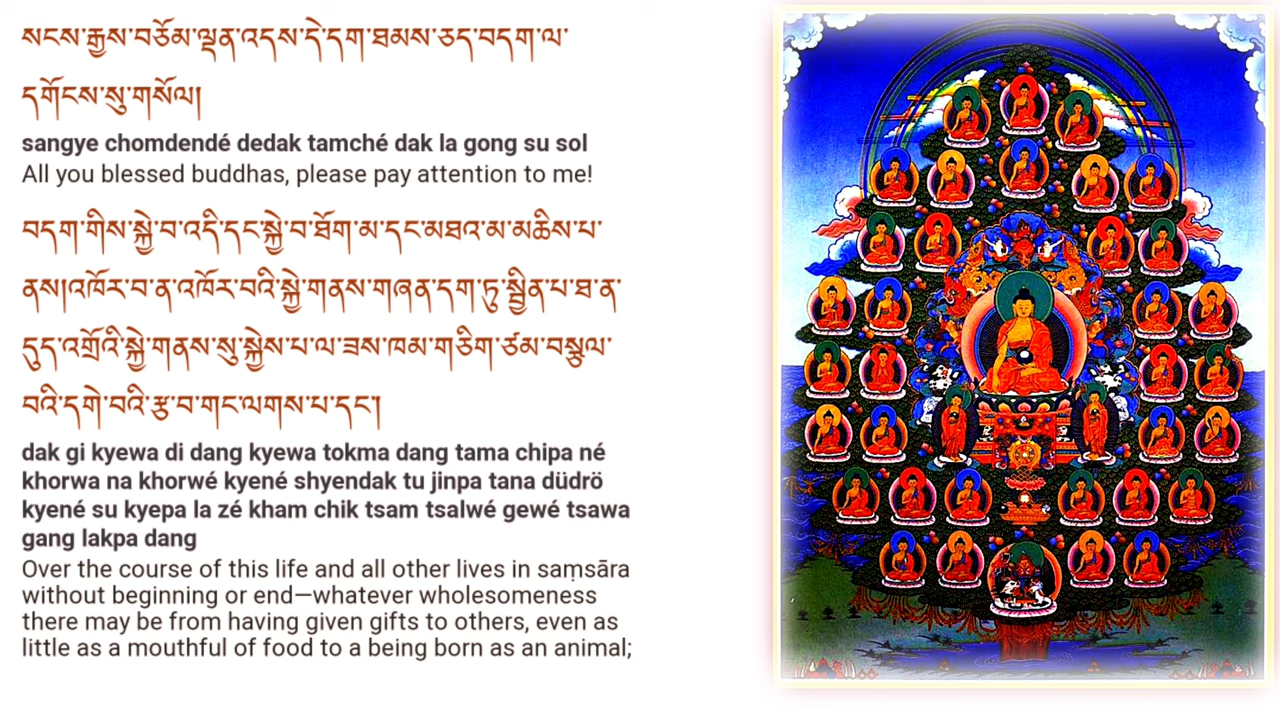 སངས་རྒྱས་བཅོམ་ལྡན་འདས་དེ་དག་ཐམས་ཅད་བདག་ལ་
དགོངས་སུ་གསོལ།
sangye chomdendé dedak tamché dak la gong su sol
All you blessed buddhas, please pay attention to me!
བདག་གིས་སྐྱེ་བ་འདི་དང་སྐྱེ་བ་ཐོག་མ་དང་མཐའ་མ་མཆིས་པ་
ནས།འཁོར་བ་ན་འཁོར་བའི་སྐྱེ་གནས་གཞན་དག་ཏུ་སྦྱིན་པ་ཐ་ན་
དུད་འགྲོའི་སྐྱེ་གནས་སུ་སྐྱེས་པ་ལ་ཟས་ཁམ་གཅིག་ཙམ་བསྩལ་
བའི་དགེ་བའི་རྩ་བ་གང་ལགས་པ་དང་།
dak gi kyewa di dang kyewa tokma dang tama chipa né
khorwa na khorwé kyené shyendak tu jinpa tana düdrö
kyené su kyepa la zé kham chik tsam tsalwé gewé tsawa
gang lakpa dang
Over the course of this life and all other lives in saṃsāra
without beginning or end—whatever wholesomeness
there may be from having given gifts to others, even as
little as a mouthful of food to a being born as an animal;